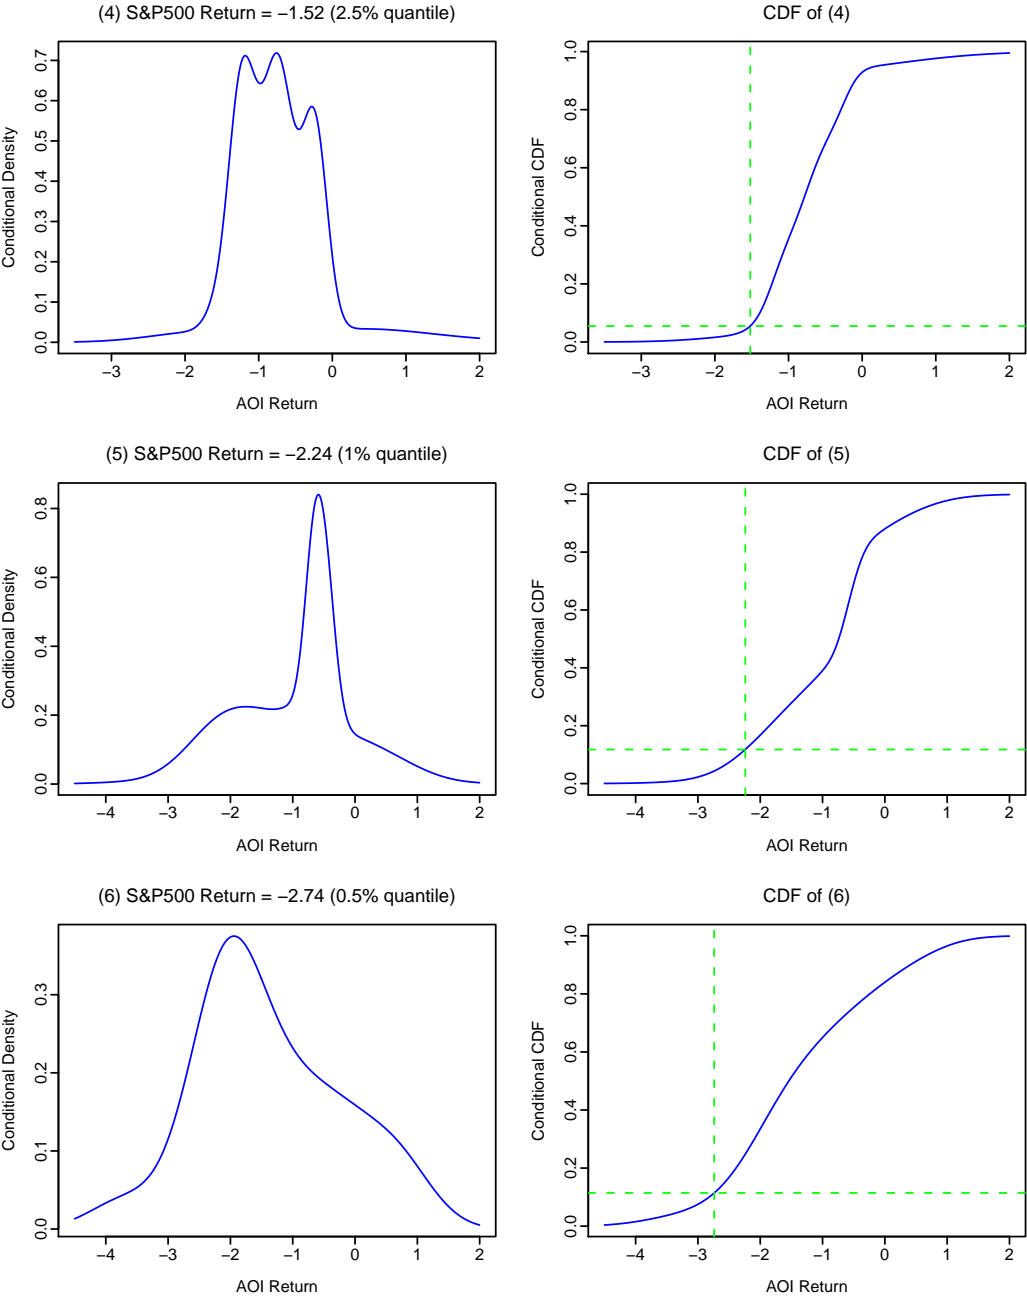 (4) S&P500 Return = −1.52 (2.5% quantile)
CDF of (4)
Conditional Density
0.0 0.1 0.2 0.3 0.4 0.5 0.6 0.7
−3 −2 −1 0 1 2
AOI Return
Conditional CDF
0.0 0.2 0.4 0.6 0.8 1.0
−3 −2 −1 0 1 2
AOI Return
(5) S&P500 Return = −2.24 (1% quantile)
CDF of (5)
Conditional Density
0.0 0.2 0.4 0.6 0.8
−4 −3 −2 −1 0 1 2
AOI Return
Conditional CDF
0.0 0.2 0.4 0.6 0.8 1.0
−4 −3 −2 −1 0 1 2
AOI Return
(6) S&P500 Return = −2.74 (0.5% quantile)
CDF of (6)
Conditional Density
0.0 0.1 0.2 0.3
−4 −3 −2 −1 0 1 2
AOI Return
Conditional CDF
0.0 0.2 0.4 0.6 0.8 1.0
−4 −3 −2 −1 0 1 2
AOI Return